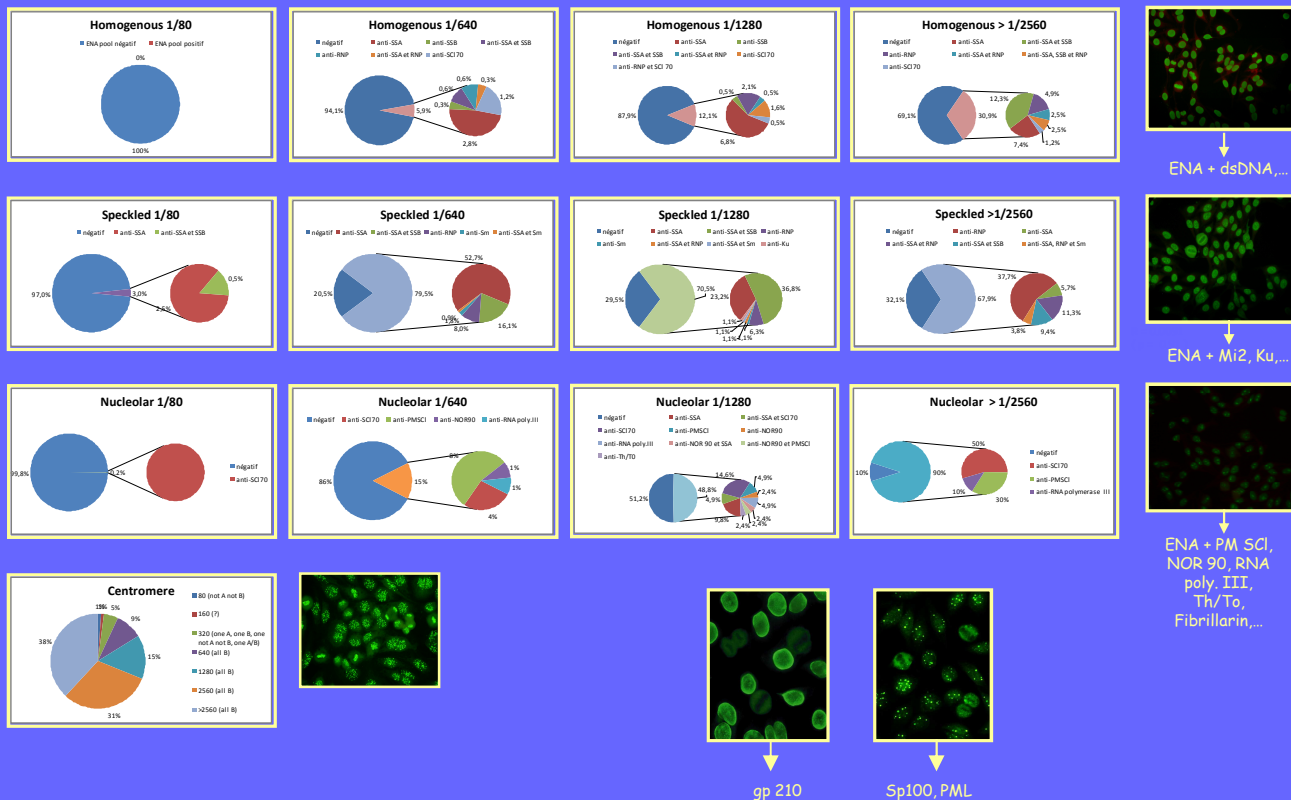 Homogenous 1/80
ENA pool négatif ENA pool positif
0%
100%
Homogenous 1/640
négatif anti-SSA anti-SSB anti-SSA et SSB
anti-RNP anti-SSA et RNP anti-SCl70
94,1%
5,9%
0,6%
0,6%
0,3%
0,3%
1,2%
2,8%
Homogenous 1/1280
négatif anti-SSA anti-SSB
anti-SSA et SSB anti-SSA et RNP anti-SCl70
anti-RNP et SCl 70
87,9%
12,1%
0,5%
2,1%
0,5%
1,6%
0,5%
6,8%
Homogenous > 1/2560
négatif anti-SSA anti-SSA et SSB
anti-RNP anti-SSA et RNP anti-SSA, SSB et RNP
anti-SCl70
69,1%
30,9%
12,3%
4,9%
2,5%
2,5%
1,2%
7,4%
ENA + dsDNA,...
Speckled 1/80
négatif anti-SSA anti-SSA et SSB
97,0%
3,0%
0,5%
2,5%
Speckled 1/640
négatif anti-SSA anti-SSA et SSB anti-RNP anti-Sm anti-SSA et Sm
52,7%
20,5%
79,5%
0,9%
1,8%
8,0%
16,1%
Speckled 1/1280
négatif anti-SSA anti-SSA et SSB anti-RNP
anti-Sm anti-SSA et RNP anti-SSA et Sm anti-Ku
29,5%
70,5%
23,2%
36,8%
1,1%
1,1%
1,1%
1,1%
6,3%
Speckled >1/2560
négatif anti-RNP anti-SSA
anti-SSA et RNP anti-SSA et SSB anti-SSA, RNP et Sm
32,1%
67,9%
37,7%
5,7%
11,3%
9,4%
3,8%
ENA + Mi2, Ku,...
Nucleolar 1/80
99,8%
0,2%
négatif
anti-SCl70
Nucleolar 1/640
négatif anti-SCl70 anti-PMSCl anti-NOR90 anti-RNA poly.III
86%
15%
8%
1%
1%
4%
Nucleolar 1/1280
négatif anti-SSA anti-SSA et SCl70
anti-SCl70 anti-PMSCl anti-NOR90
anti-RNA poly.III anti-NOR 90 et SSA anti-NOR90 et PMSCl
anti-Th/T0
51,2%
48,8%
14,6%
4,9%
2,4%
4,9%
4,9%
9,8%
2,4%
2,4%
2,4%
Nucleolar > 1/2560
10%
90%
50%
10%
30%
négatif
anti-SCl70
anti-PMSCl
anti-RNA polymerase III
ENA + PM SCl,
NOR 90, RNA
poly. III,
Th/To,
Fibrillarin,...
Centromere
1%
5%
9%
15%
31%
38%
80 (not A not B)
160 (?)
320 (one A, one B, one
not A not B, one A/B)
640 (all B)
1280 (all B)
2560 (all B)
>2560 (all B)
gp 210
Sp100, PML